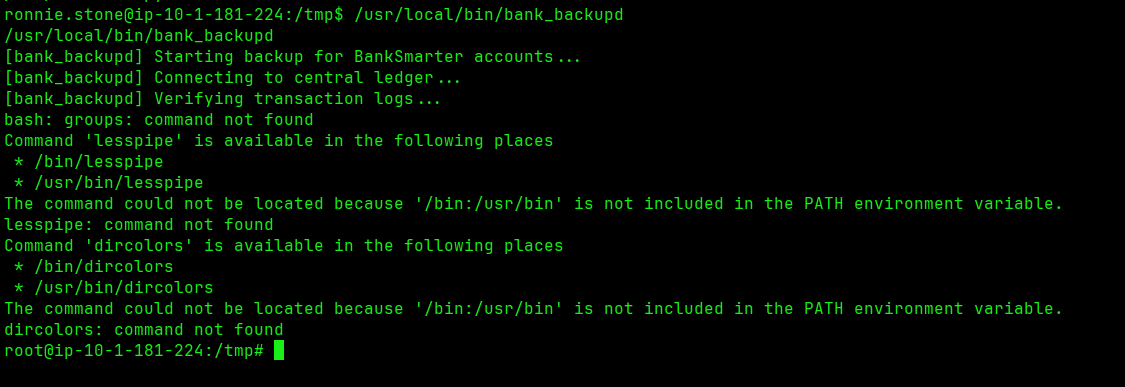 ronnie.stone@ip-10-1-181-224:/tmp$ /usr/local/bin/bank_backupd
/usr/local/bin/bank_backupd
[bank_backupd] Starting backup for BankSmarter accounts...
[bank_backupd] Connecting to central ledger...
[bank_backupd] Verifying transaction logs...
bash: groups: command not found
Command 'lesspipe' is available in the following places
 * /bin/lesspipe
 * /usr/bin/lesspipe
The command could not be located because '/bin:/usr/bin' is not included in the PATH environment variable.
lesspipe: command not found
Command 'dircolors' is available in the following places
 * /bin/dircolors
 * /usr/bin/dircolors
The command could not be located because '/bin:/usr/bin' is not included in the PATH environment variable.
dircolors: command not found
root@ip-10-1-181-224:/tmp#